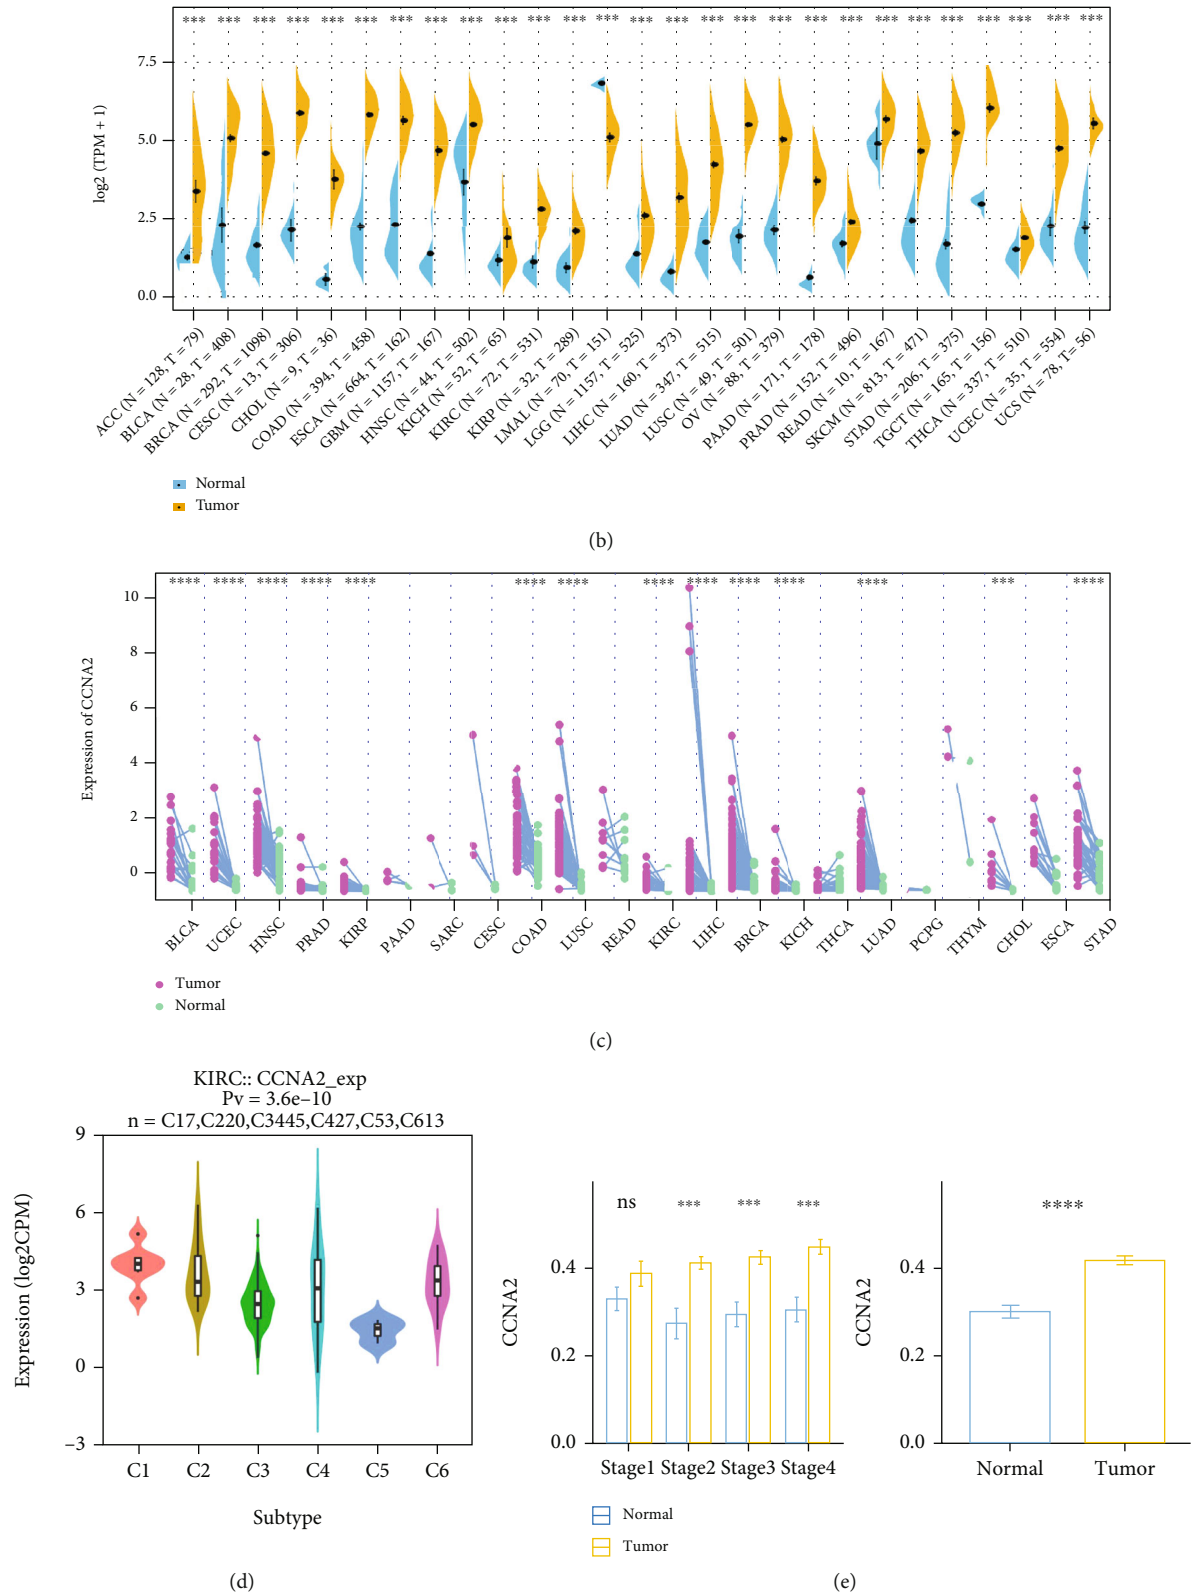 *** *** *** *** *** *** *** *** *** *** *** *** *** *** *** *** *** *** *** *** *** *** *** *** *** *** ***
log2 (TPM + 1)
7.5
5.0
2.5
0.0
ACC (N = 128, T = 79)
BLCA (N = 28, T = 408)
BRCA (N = 292, T = 1098)
CESC (N = 13, T = 306)
CHOL (N = 9, T = 36)
COAD (N = 394, T = 458)
ESCA (N = 664, T = 162)
GBM (N = 1157, T = 167)
HNSC (N = 44, T = 502)
KICH (N = 52, T = 65)
KIRC (N = 72, T = 531)
KIRP (N = 32, T = 289)
LMAL (N = 70, T = 151)
LGG (N = 1157, T = 525)
LIHC (N = 160, T = 373)
LUAD (N = 347, T = 515)
LUSC (N = 49, T = 501)
OV (N = 88, T = 379)
PAAD (N = 171, T = 178)
PRAD (N = 152, T = 496)
READ (N = 10, T = 167)
SKCM (N = 813, T = 471)
STAD (N = 206, T = 375)
TGCT (N = 165, T = 156)
THCA (N = 337, T = 510)
UCEC (N = 35, T = 554)
UCS (N = 78, T = 56)
Normal
Tumor
(b)
**** **** **** **** **** **** **** **** **** **** **** **** *** ****
Expression of CCNA2
10
8
6
4
2
0
BLCA
UCEC
HNSC
PRAD
KIRP
PAAD
SARC
CESC
COAD
LUSC
READ
KIRC
LIHC
BRCA
KICH
THCA
LUAD
PCPG
THYM
CHOL
ESCA
STAD
Tumor
Normal
(c)
KIRC:: CCNA2_exp
Pv = 3.6e–10
n = C17,C220,C3445,C427,C53,C613
Expression (log2CPM)
9
6
3
0
–3
C1 C2 C3 C4 C5 C6
Subtype
(d)
ns *** *** ***
CCNA2
0.4
0.2
0.0
Stage1 Stage2 Stage3 Stage4
Normal
Tumor
****
CCNA2
0.4
0.2
0.0
Normal Tumor
(e)